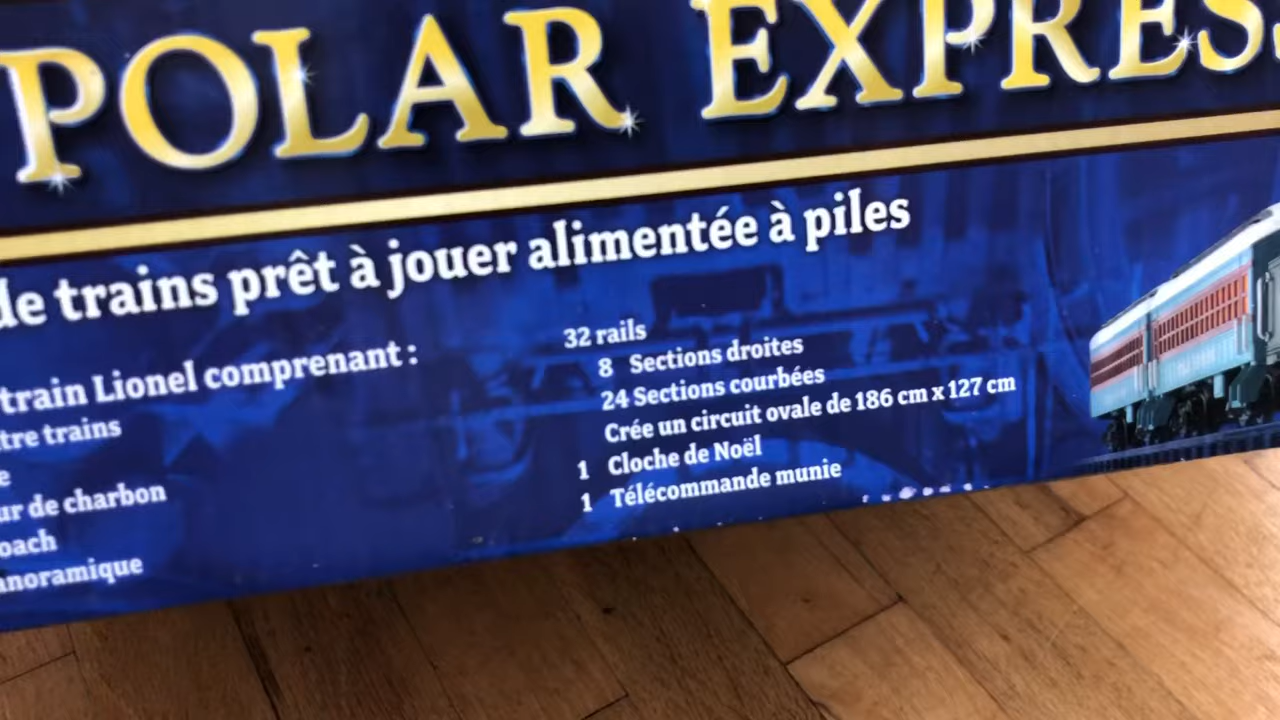 POLAR EXPRESS
de trains prêt à jouer alimentée à piles
train Lionel comprenant :
tre trains
e
ur de charbon
oach
anoramique
32 rails
8 Sections droites
24 Sections courbées
Crée un circuit ovale de 186 cm x 127 cm
1 Cloche de Noël
1 Télécommande munie